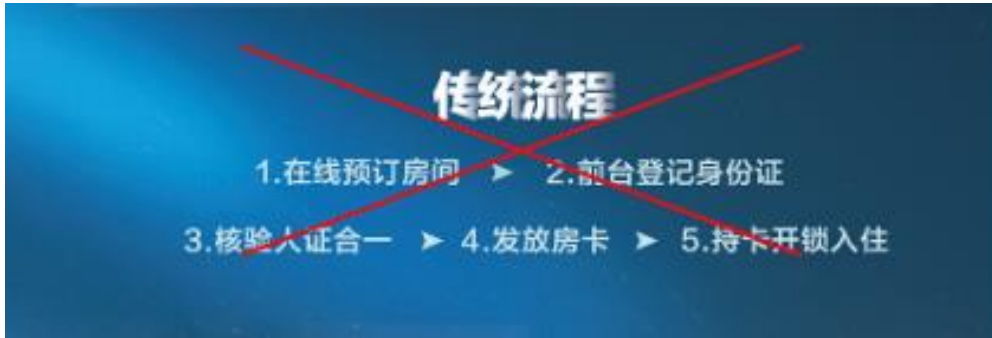 传统流程
1.在线预订房间 ➤ 2.前台登记身份证
3.核验人证合一 ➤ 4.发放房卡 ➤ 5.持卡开锁入住